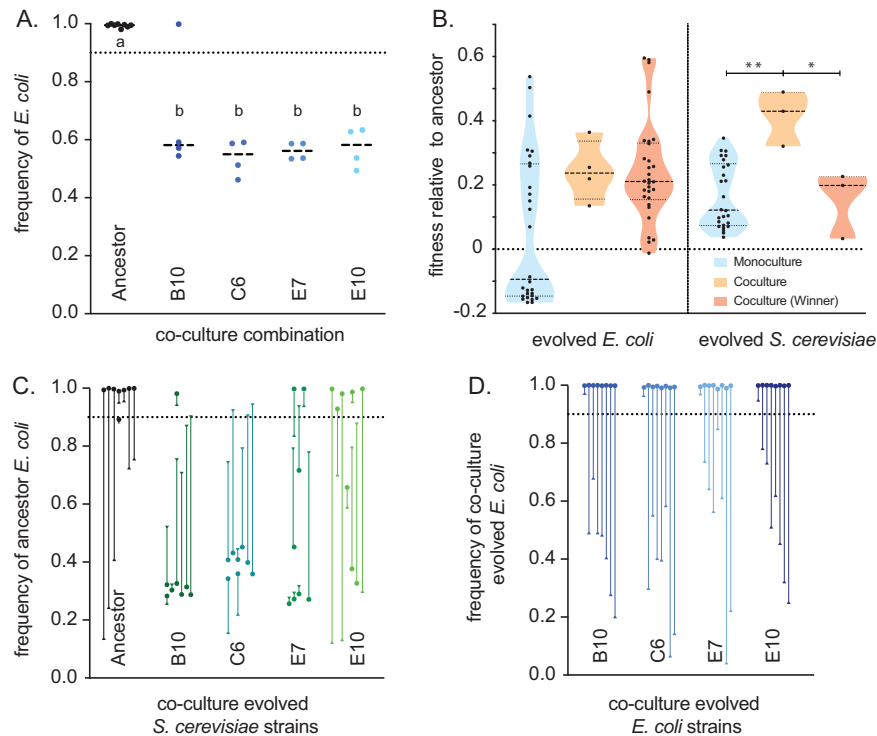 A.
frequency of E. coli
1.0
0.8
0.6
0.4
0.2
0.0
a
b
b
b
b
Ancestor
B10
C6
E7
E10
co-culture combination
B.
fitness relative to ancestor
0.6
0.4
0.2
0
-0.2
**
*
Monoculture
Coculture
Coculture (Winner)
evolved E. coli
evolved S. cerevisiae
C.
frequency of ancestor E. coli
1.0
0.8
0.6
0.4
0.2
0.0
Ancestor
B10
C6
E7
E10
co-culture evolved
S. cerevisiae strains
D.
frequency of co-culture
evolved E. coli
1.0
0.8
0.6
0.4
0.2
0.0
B10
C6
E7
E10
co-culture evolved
E. coli strains